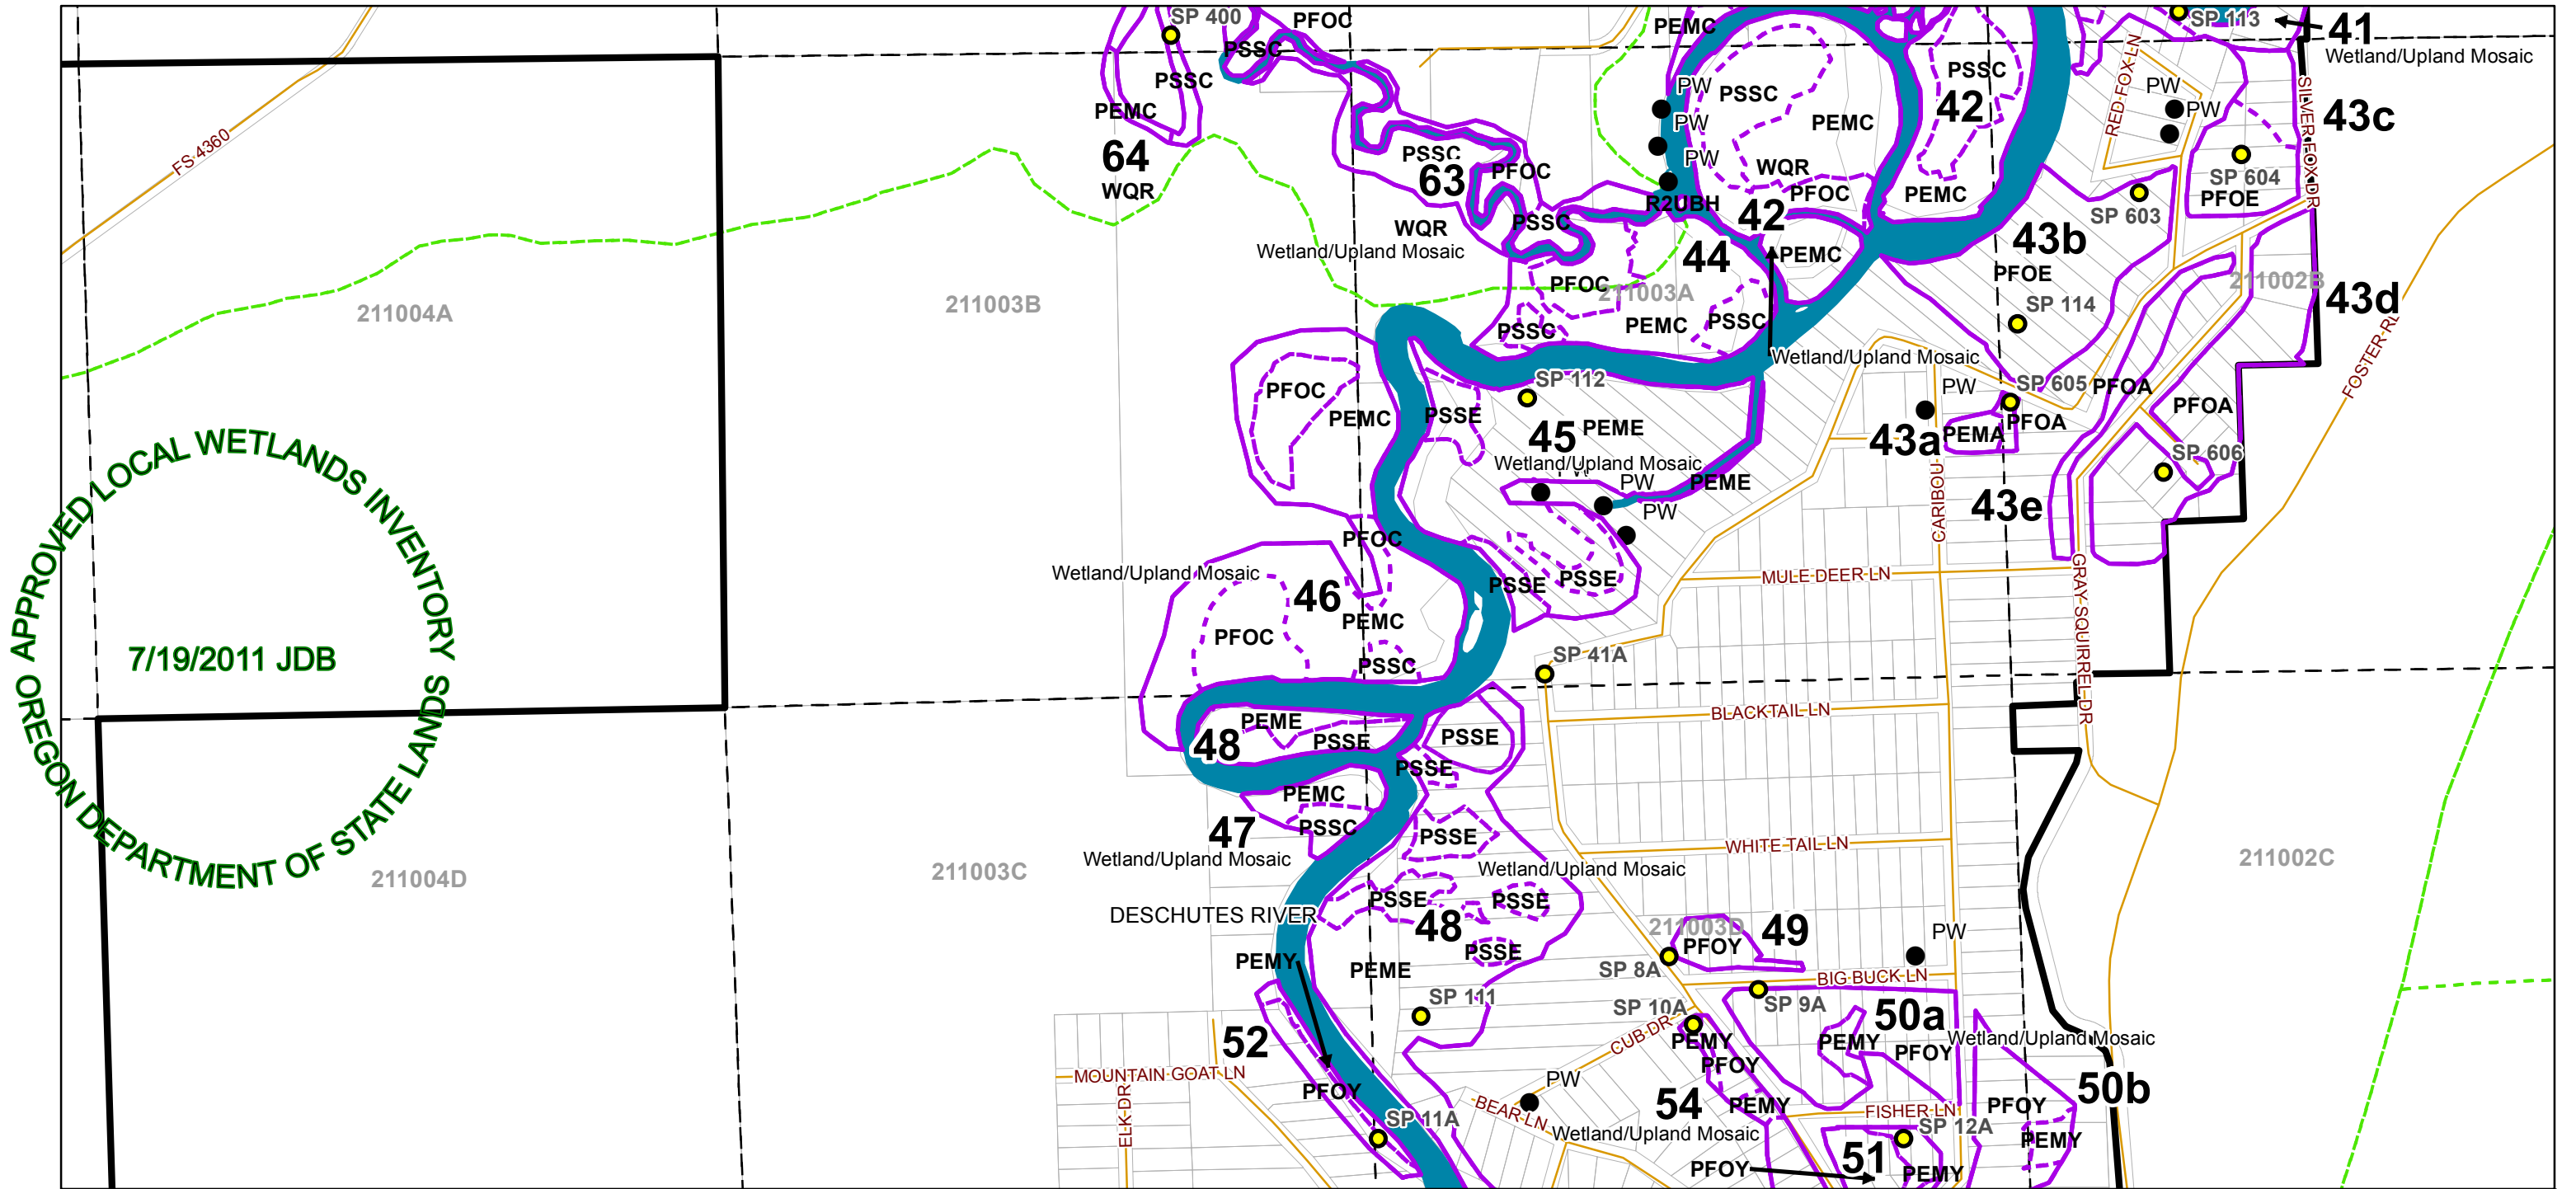 SP 400
PFOC
PSSC
PSSC
PEMC
64
WQR
FS 4360
PEMC
PW
PW
PW
PSSC
PEMC
WQR
PFOC
R2UBH
42
PEMC
44
PSSC
42
PEMC
SP 113
41
Wetland/Upland Mosaic
RED FOX LN
PW
PW
SILVER FOX DR
43c
SP 604
PFOE
SP 603
43b
PFOE
SP 114
211002B
43d
FOSTER RD
PSSC
63
PFOC
PSSC
WQR
Wetland/Upland Mosaic
PFOC
211003A
PSSC
PEMC
PSSC
Wetland/Upland Mosaic
211004A
211003B
PFOC
PEMC
PSSE
SP 112
45
PEME
Wetland/Upland Mosaic
PW
PW
PEME
PW
PSSE
PSSE
PW
SP 605
PFOA
PFOA
43a
PEMA
PFOA
SP 606
CARIBOU
43e
GRAY SQUIRREL DR
MULE DEER LN
APPROVED LOCAL WETLANDS INVENTORY
7/19/2011 JDB
OREGON DEPARTMENT OF STATE LANDS
PFOC
Wetland/Upland Mosaic
46
PEMC
PFOC
PSSC
SP 41A
BLACKTAIL LN
PEME
48
PSSE
PSSE
PSSE
PEMC
47
PSSC
Wetland/Upland Mosaic
PSSE
WHITE TAIL LN
Wetland/Upland Mosaic
211004D
211003C
211002C
DESCHUTES RIVER
PSSE
PSSE
48
PSSE
PEMY
PEME
SP 111
211003D
49
PFOY
SP 8A
PW
BIG BUCK LN
SP 10A
SP 9A
50a
PEMY
PFOY
Wetland/Upland Mosaic
CUB DR
PEMY
PFOY
52
MOUNTAIN GOAT LN
ELK DR
PFOY
SP 11A
PW
BEAR LN
54
PEMY
Wetland/Upland Mosaic
FISHER LN
SP 12A
PFOY
50b
PEMY
51
PFOY
PEMY